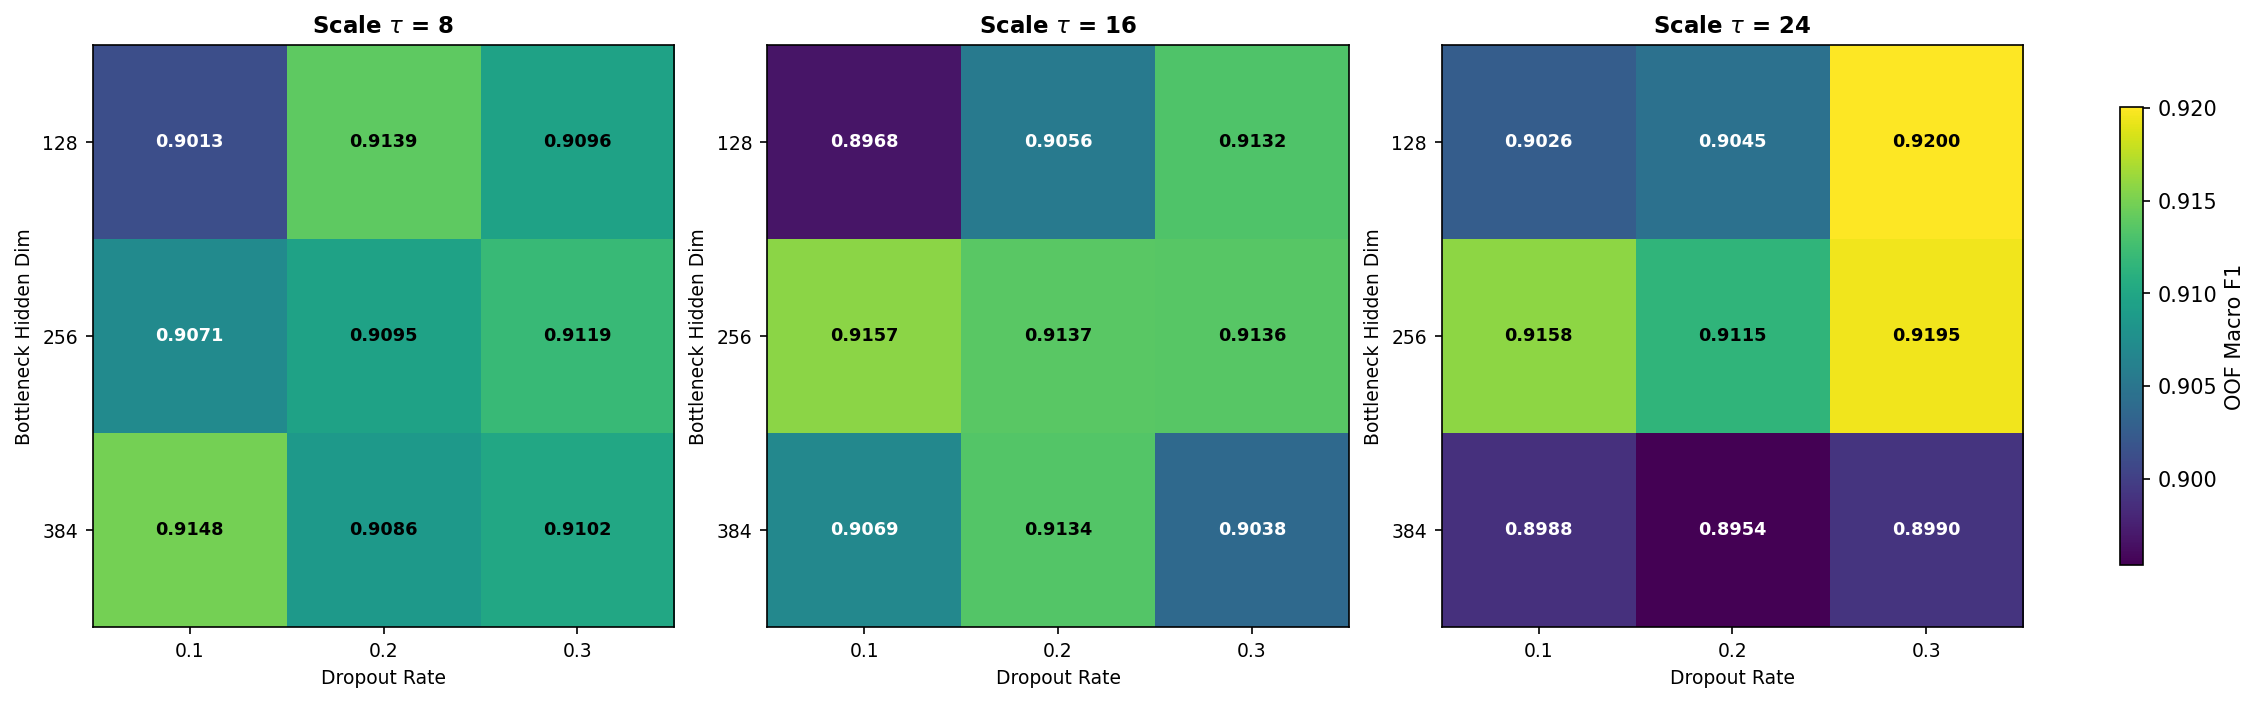 Scale τ = 8
Scale τ = 16
Scale τ = 24
Bottleneck Hidden Dim
128
256
384
0.9013 0.9139 0.9096
0.9071 0.9095 0.9119
0.9148 0.9086 0.9102
0.1 0.2 0.3
Dropout Rate
Bottleneck Hidden Dim
128
256
384
0.8968 0.9056 0.9132
0.9157 0.9137 0.9136
0.9069 0.9134 0.9038
0.1 0.2 0.3
Dropout Rate
Bottleneck Hidden Dim
128
256
384
0.9026 0.9045 0.9200
0.9158 0.9115 0.9195
0.8988 0.8954 0.8990
0.1 0.2 0.3
Dropout Rate
0.920
0.915
0.910
0.905
0.900
OOF Macro F1